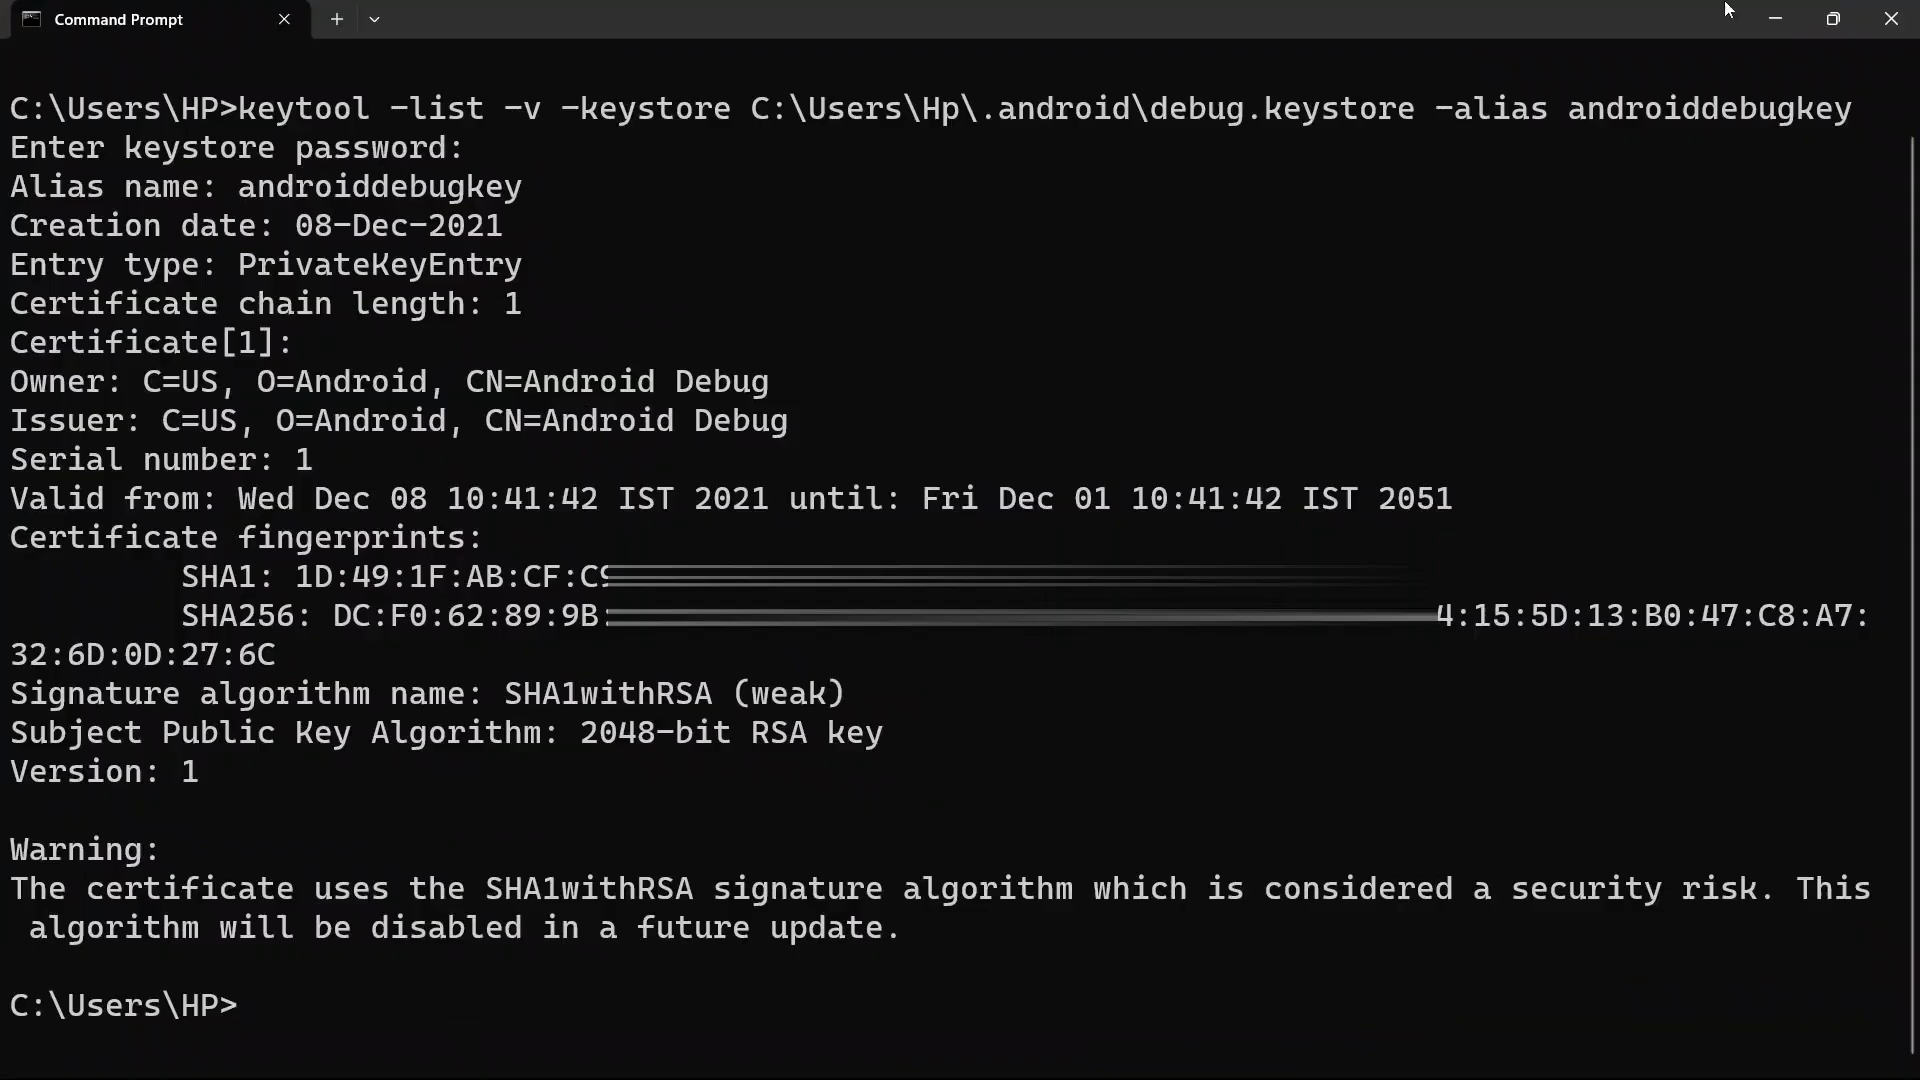 Command Prompt
C:\Users\HP>keytool -list -v -keystore C:\Users\Hp\.android\debug.keystore -alias androiddebugkey
Enter keystore password:
Alias name: androiddebugkey
Creation date: 08-Dec-2021
Entry type: PrivateKeyEntry
Certificate chain length: 1
Certificate[1]:
Owner: C=US, O=Android, CN=Android Debug
Issuer: C=US, O=Android, CN=Android Debug
Serial number: 1
Valid from: Wed Dec 08 10:41:42 IST 2021 until: Fri Dec 01 10:41:42 IST 2051
Certificate fingerprints:
SHA1: 1D:49:1F:AB:CF:C9
SHA256: DC:F0:62:89:9B: 4:15:5D:13:B0:47:C8:A7:
32:6D:0D:27:6C
Signature algorithm name: SHA1withRSA (weak)
Subject Public Key Algorithm: 2048-bit RSA key
Version: 1
Warning:
The certificate uses the SHA1withRSA signature algorithm which is considered a security risk. This
algorithm will be disabled in a future update.
C:\Users\HP>